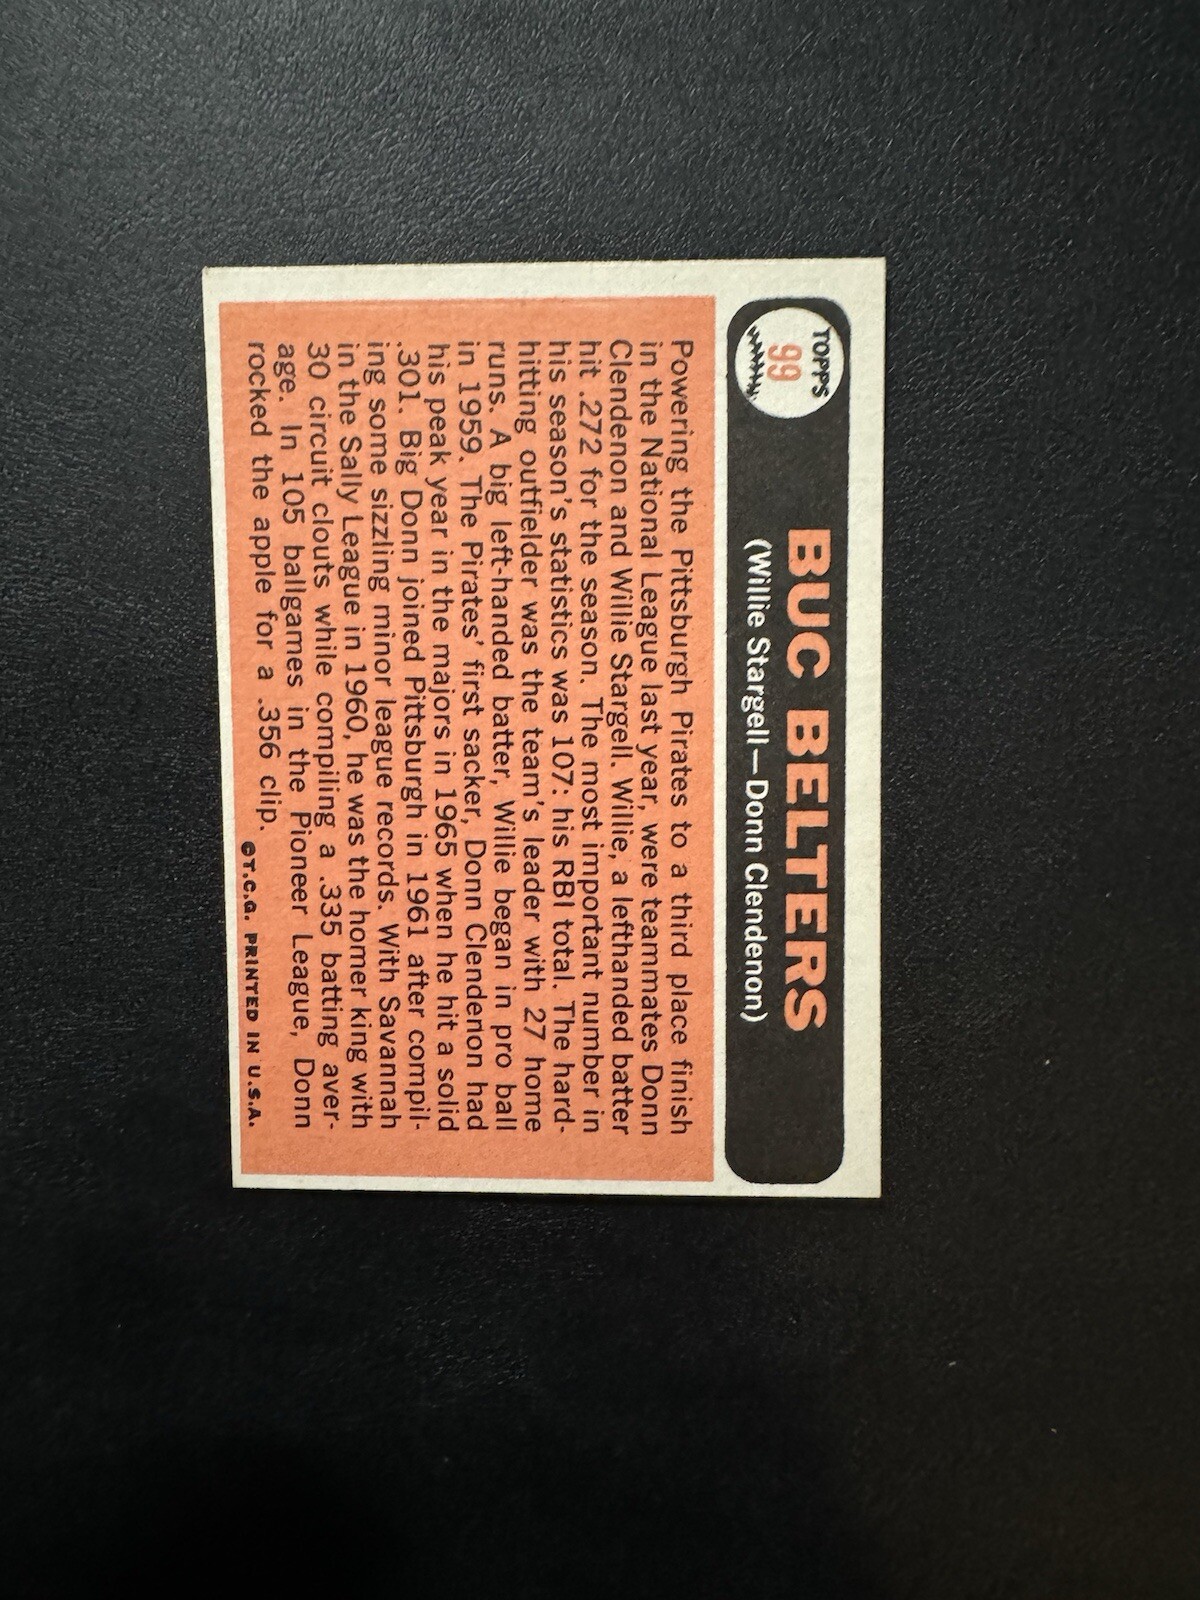 TOPPS
99
BUC BELTERS
(Willie Stargell—Donn Clendenon)
Powering the Pittsburgh Pirates to a third place finish
in the National League last year, were teammates Donn
Clendenon and Willie Stargell. Willie, a lefthanded batter
hit .272 for the season. The most important number in
his season's statistics was 107: his RBI total. The hard-
hitting outfielder was the team's leader with 27 home
runs. A big left-handed batter, Willie began in pro ball
in 1959. The Pirates' first sacker, Donn Clendenon had
his peak year in the majors in 1965 when he hit a solid
.301. Big Donn joined Pittsburgh in 1961 after compil-
ing some sizzling minor league records. With Savannah
in the Sally League in 1960, he was the homer king with
30 circuit clouts while compiling a .335 batting aver-
age. In 105 ballgames in the Pioneer League, Donn
rocked the apple for a .356 clip.
©T.C.G. PRINTED IN U.S.A.